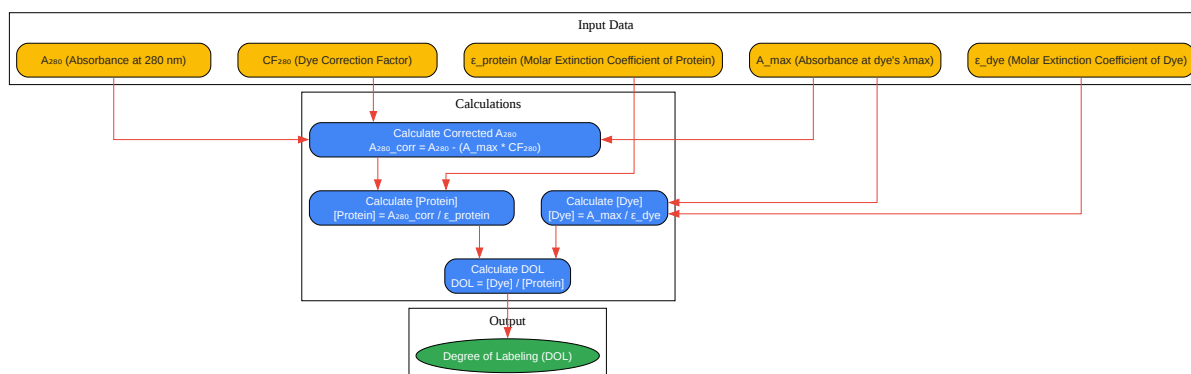 Input Data
A₂₈₀ (Absorbance at 280 nm)
CF₂₈₀ (Dye Correction Factor)
ε_protein (Molar Extinction Coefficient of Protein)
A_max (Absorbance at dye's λmax)
ε_dye (Molar Extinction Coefficient of Dye)
Calculations
Calculate Corrected A₂₈₀
A₂₈₀_corr = A₂₈₀ - (A_max * CF₂₈₀)
Calculate [Protein]
[Protein] = A₂₈₀_corr / ε_protein
Calculate [Dye]
[Dye] = A_max / ε_dye
Calculate DOL
DOL = [Dye] / [Protein]
Output
Degree of Labeling (DOL)